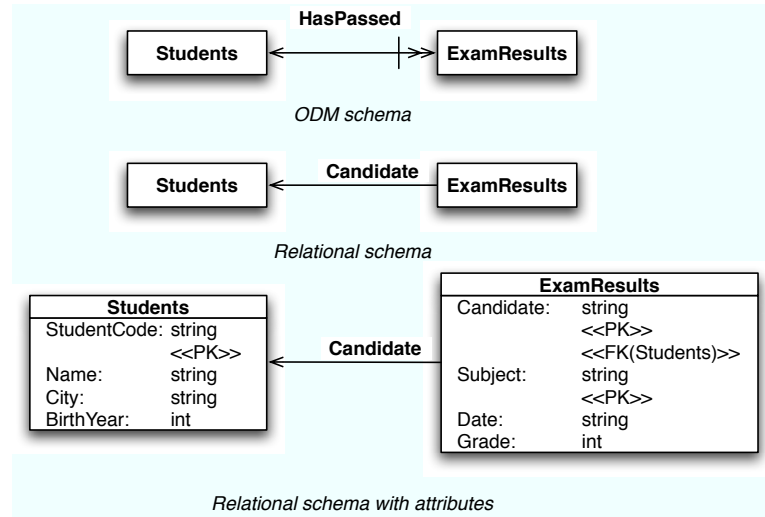 HasPassed
Students
ExamResults
ODM schema
Students
Candidate
ExamResults
Relational schema
Students
StudentCode: string
<<PK>>
Name: string
City: string
BirthYear: int
Candidate
ExamResults
Candidate: string
<<PK>>
<<FK(Students)>>
Subject: string
<<PK>>
Date: string
Grade: int
Relational schema with attributes